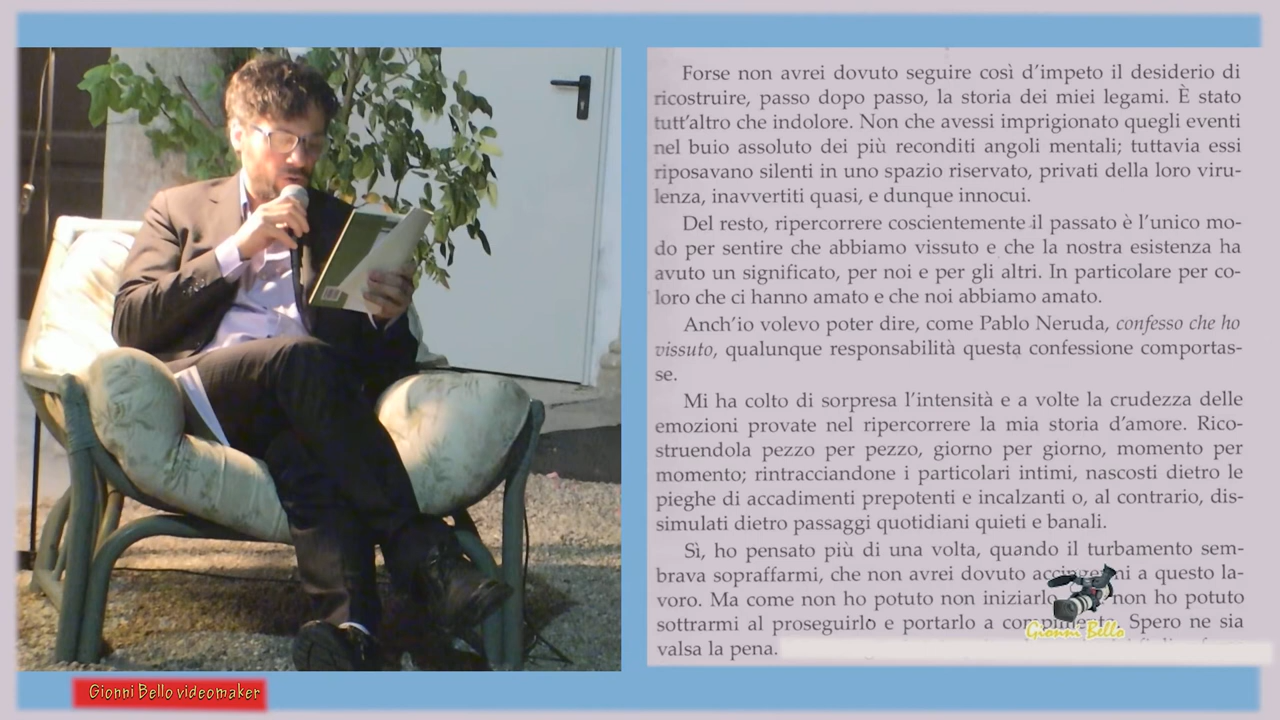 Forse non avrei dovuto seguire così d'impeto il desiderio di
ricostruire, passo dopo passo, la storia dei miei legami. È stato
tutt'altro che indolore. Non che avessi imprigionato quegli eventi
nel buio assoluto dei più reconditi angoli mentali; tuttavia essi
riposavano silenti in uno spazio riservato, privati della loro viru-
lenza, inavvertiti quasi, e dunque innocui.
Del resto, ripercorrere coscientemente il passato è l'unico mo-
do per sentire che abbiamo vissuto e che la nostra esistenza ha
avuto un significato, per noi e per gli altri. In particolare per co-
loro che ci hanno amato e che noi abbiamo amato.
Anch'io volevo poter dire, come Pablo Neruda, confesso che ho
vissuto, qualunque responsabilità questa confessione comportas-
se.
Mi ha colto di sorpresa l'intensità e a volte la crudezza delle
emozioni provate nel ripercorrere la mia storia d'amore. Rico-
struendola pezzo per pezzo, giorno per giorno, momento per
momento; rintracciandone i particolari intimi, nascosti dietro le
pieghe di accadimenti prepotenti e incalzanti o, al contrario, dis-
simulati dietro passaggi quotidiani quieti e banali.
Sì, ho pensato più di una volta, quando il turbamento sem-
brava sopraffarmi, che non avrei dovuto accingermi a questo la-
voro. Ma come non ho potuto non iniziarlo non ho potuto
sottrarmi al proseguirlo e portarlo a compimento. Spero ne sia
valsa la pena.
Gionni Bello
Gionni Bello videomaker